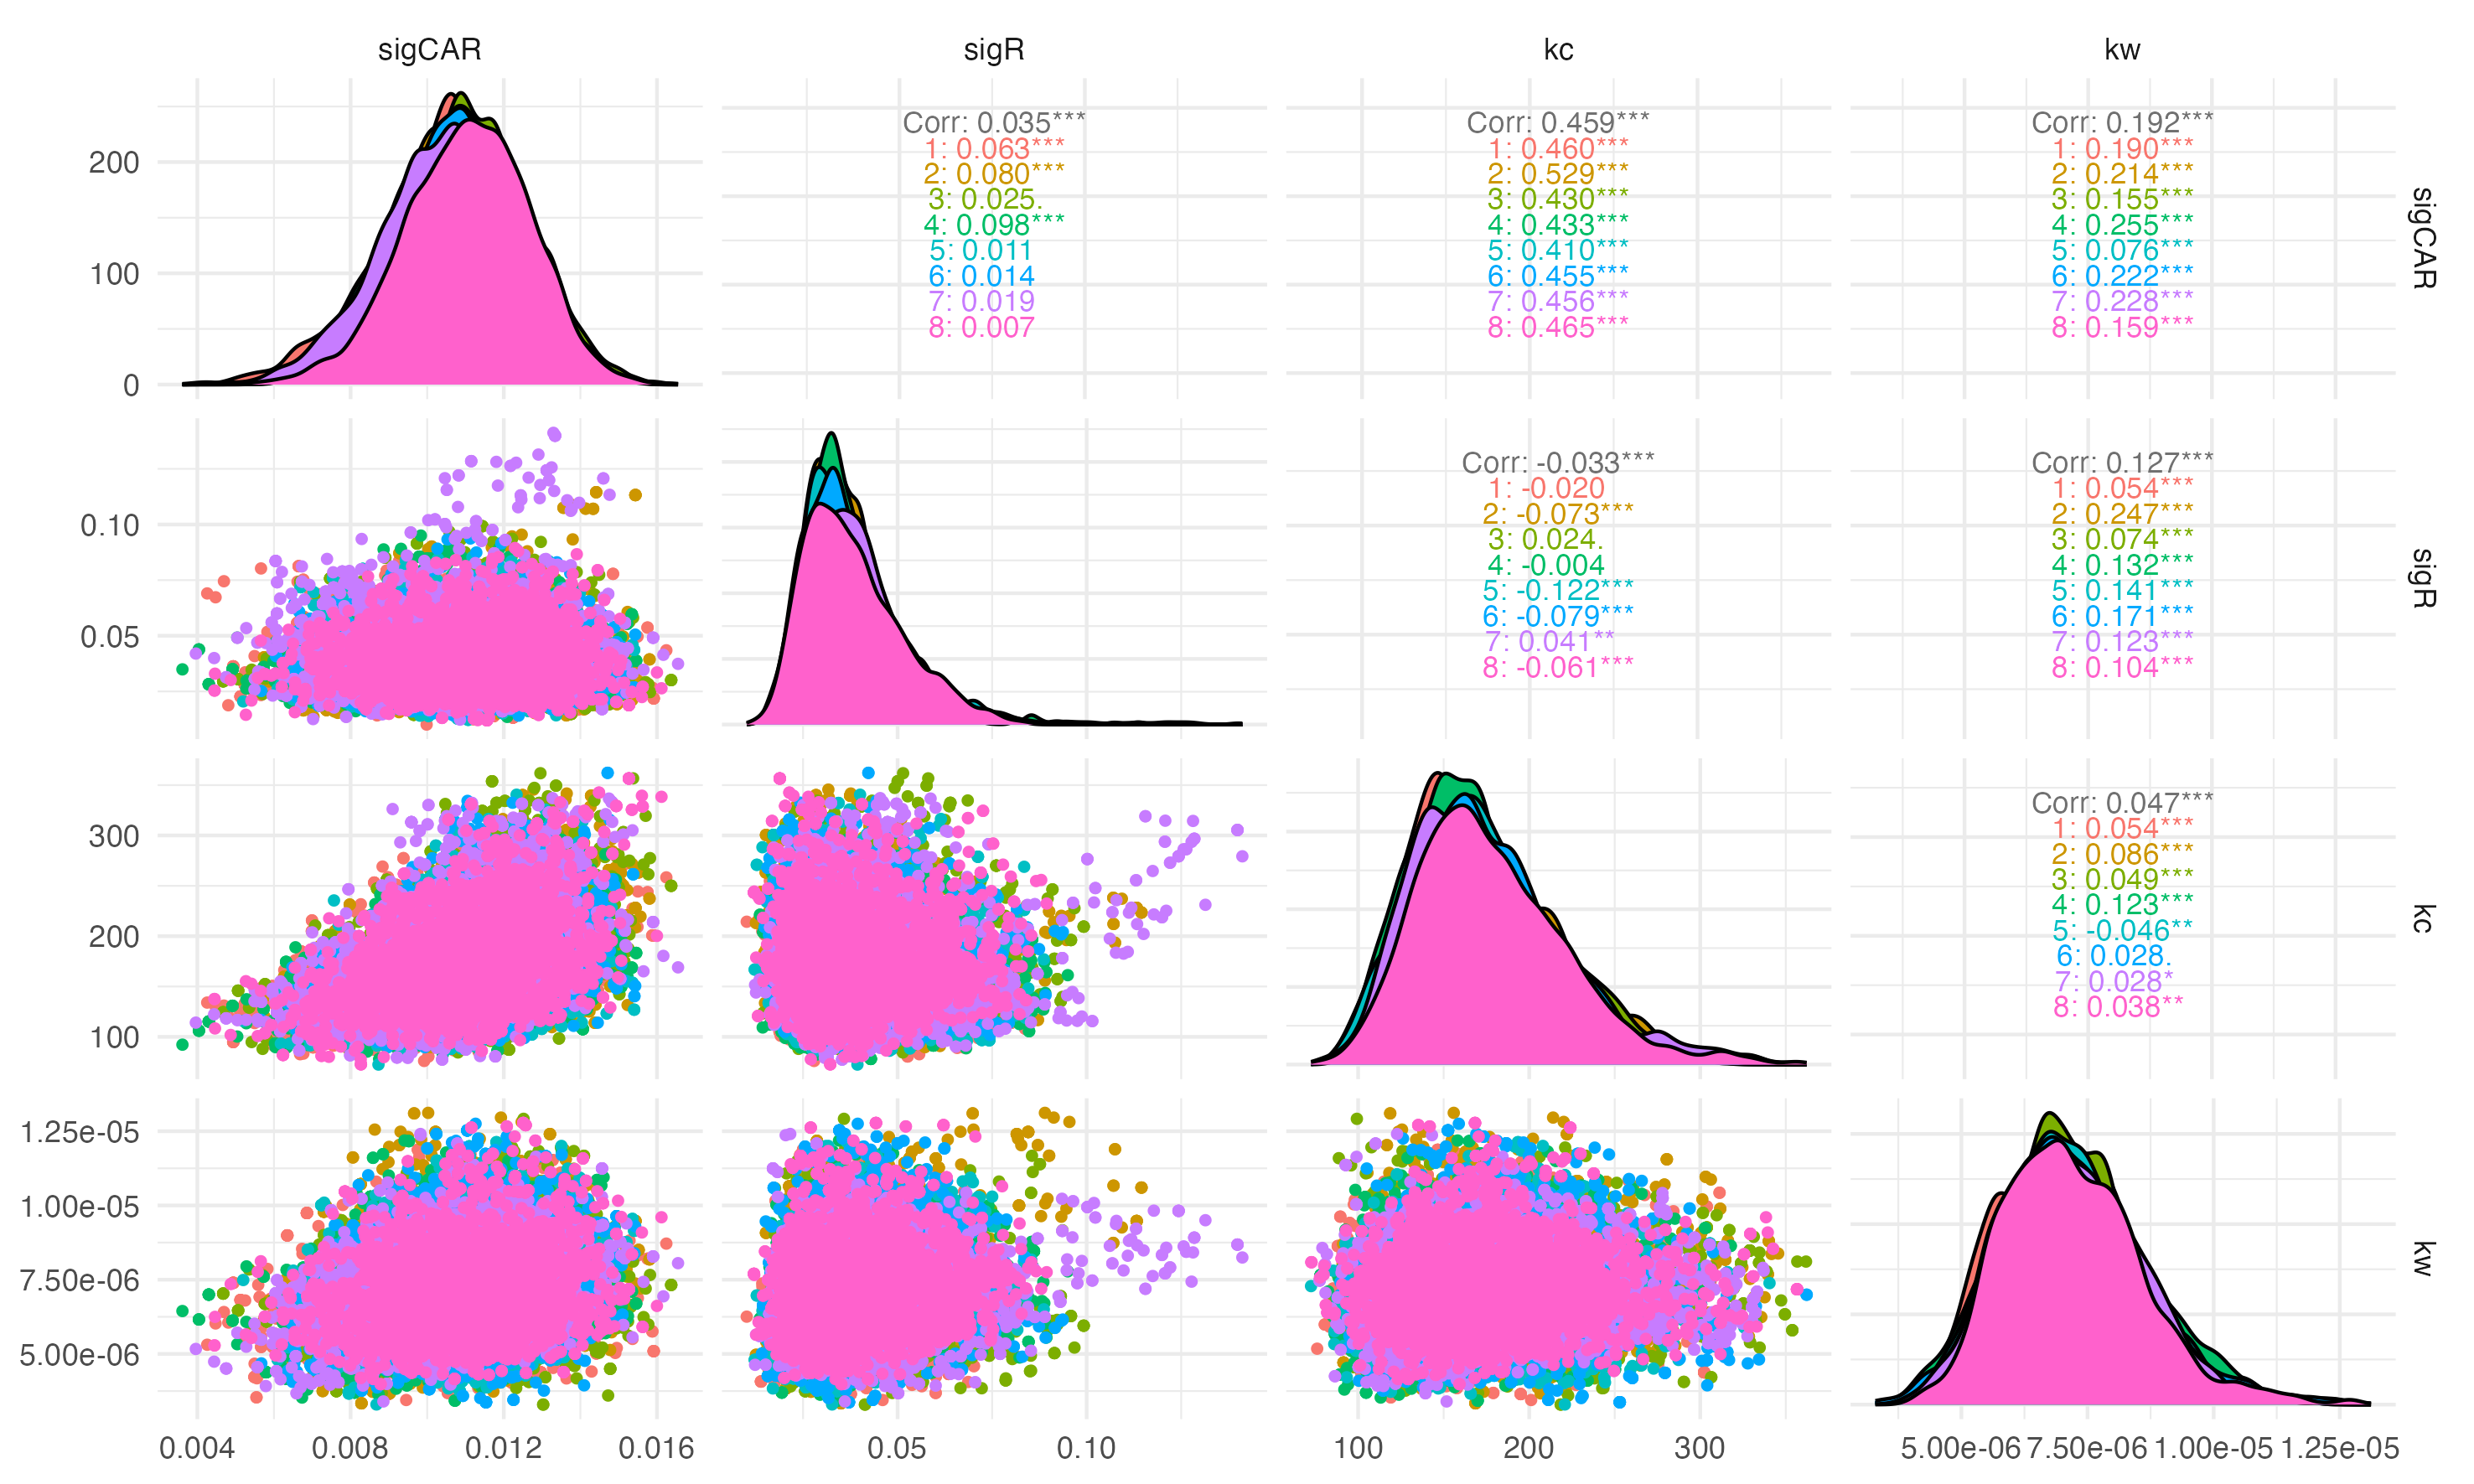 sigCAR
sigR
kc
kw
200
100
0
Corr: 0.035***
1: 0.063***
2: 0.080***
3: 0.025.
4: 0.098***
5: 0.011
6: 0.014
7: 0.019
8: 0.007
Corr: 0.459***
1: 0.460***
2: 0.529***
3: 0.430***
4: 0.433***
5: 0.410***
6: 0.455***
7: 0.456***
8: 0.465***
Corr: 0.192***
1: 0.190***
2: 0.214***
3: 0.155***
4: 0.255***
5: 0.076***
6: 0.222***
7: 0.228***
8: 0.159***
sigCAR
0.10
0.05
Corr: -0.033***
1: -0.020
2: -0.073***
3: 0.024.
4: -0.004
5: -0.122***
6: -0.079***
7: 0.041**
8: -0.061***
Corr: 0.127***
1: 0.054***
2: 0.247***
3: 0.074***
4: 0.132***
5: 0.141***
6: 0.171***
7: 0.123***
8: 0.104***
sigR
300
200
100
Corr: 0.047***
1: 0.054***
2: 0.086***
3: 0.049***
4: 0.123***
5: -0.046**
6: 0.028.
7: 0.028*
8: 0.038**
kc
1.25e-05
1.00e-05
7.50e-06
5.00e-06
kw
0.004 0.008 0.012 0.016
0.05 0.10
100 200 300
5.00e-06 7.50e-06 1.00e-05 1.25e-05